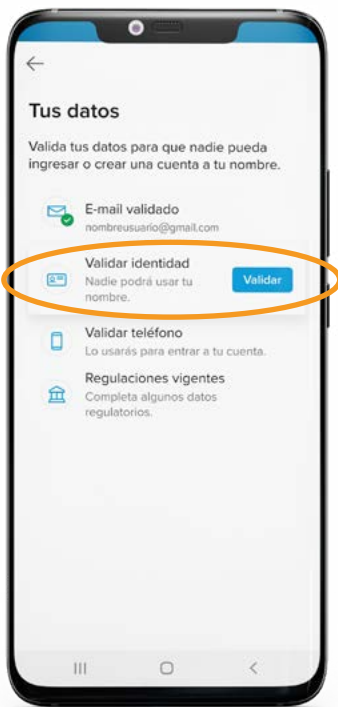 Tus datos
Valida tus datos para que nadie pueda
ingresar o crear una cuenta a tu nombre.
E-mail validado
nombreusuario@gmail.com
Validar identidad
Nadie podrá usar tu
nombre.
Validar
Validar teléfono
Lo usarás para entrar a tu cuenta.
Regulaciones vigentes
Completa algunos datos
regulatorios.